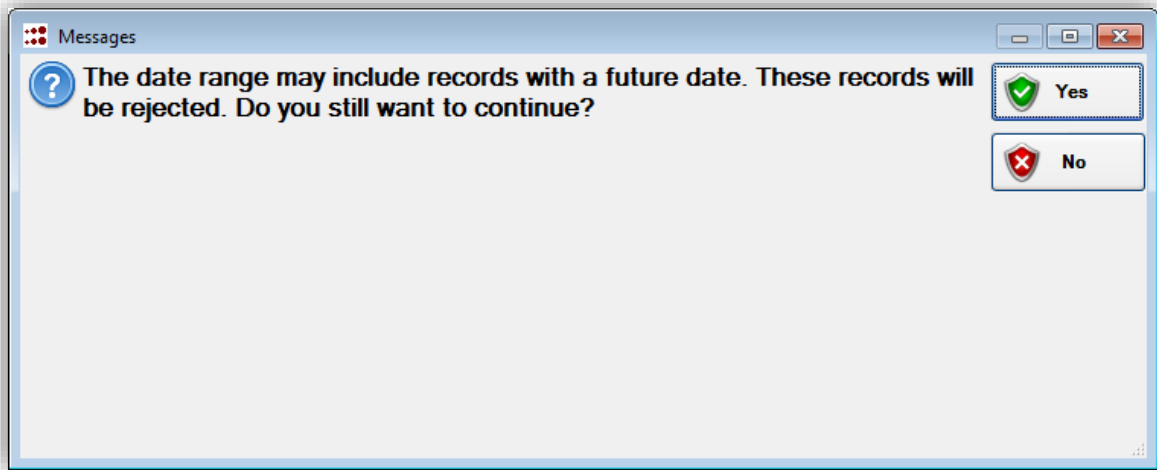 Messages
The date range may include records with a future date. These records will
be rejected. Do you still want to continue?
Yes
No